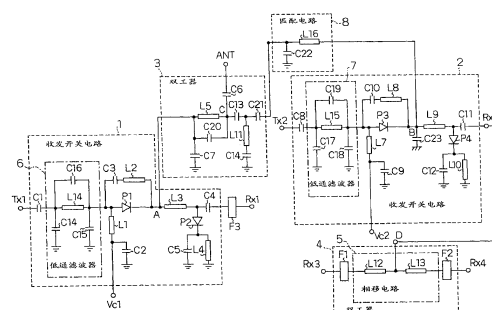 匹配电路
8
L16
C22
ANT
3
双工器
C6
L5
C
C13
C21
C20
L11
C7
C14
7
2
C19
C10
L8
Tx2
C8
L15
P3
B
L9
C11
C17
C18
L7
C23
P4
C9
C12
L10
低通滤波器
收发开关电路
Vc2
1
收发开关电路
6
C16
C3
L2
Tx1
C1
L14
P1
A
L3
C4
Rx1
C14
C15
L1
P2
F3
C2
C5
L4
低通滤波器
Vc1
D
4
5
F1
F2
Rx3
L12
L13
Rx4
相移电路